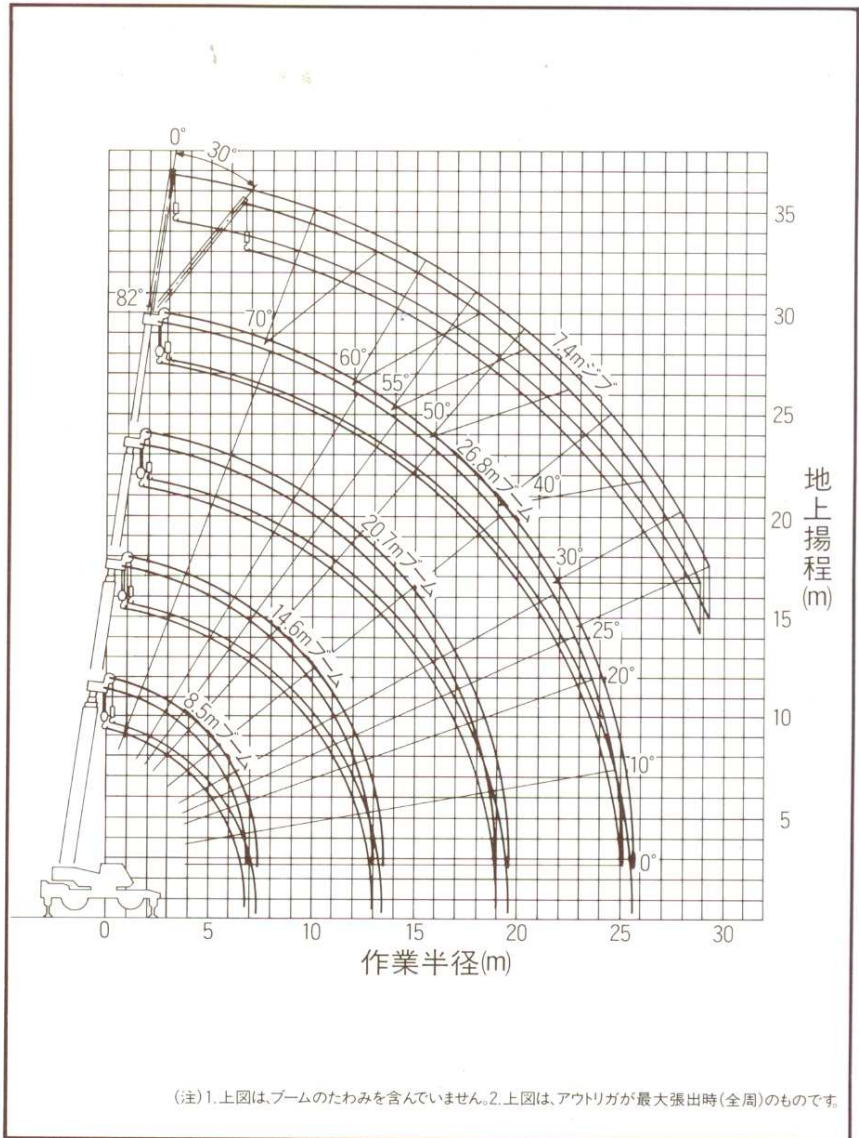 0°
30°
35
82°
30
70°
7.4mジブ
60°
55°
25
50°
26.8mブーム
40°
20
20.7mブーム
地上揚程(m)
30°
14.6mブーム
15
25°
20°
8.5mブーム
10
10°
5
0°
0 5 10 15 20 25 30
作業半径(m)
(注)1.上図は、ブームのたわみを含んでいません。2.上図は、アウトリガが最大張出時(全周)のものです。